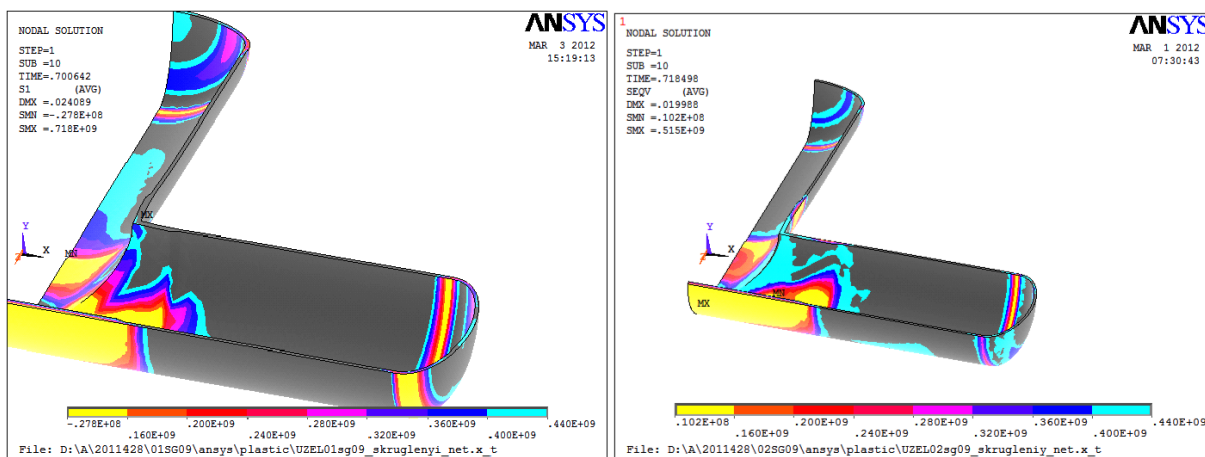 ANSYS
NODAL SOLUTION
MAR 3 2012
15:19:13
STEP=1
SUB =10
TIME=.700642
S1 (AVG)
DMX =.024089
SMN =-.278E+08
SMX =.718E+09
MX
Y
X
MN
-.278E+08 .200E+09 .280E+09 .360E+09 .440E+09
.160E+09 .240E+09 .320E+09 .400E+09
File: D:\A\2011428\01SG09\ansys\plastic\UZEL01sg09_skruglenyi_net.x_t
1
ANSYS
NODAL SOLUTION
MAR 1 2012
07:30:43
STEP=1
SUB =10
TIME=.718498
SEQV (AVG)
DMX =.019988
SMN =.102E+08
SMX =.515E+09
Y
X
MN
MX
.102E+08 .200E+09 .280E+09 .360E+09 .440E+09
.160E+09 .240E+09 .320E+09 .400E+09
File: D:\A\2011428\02SG09\ansys\plastic\UZEL02sg09_skrugleniy_net.x_t